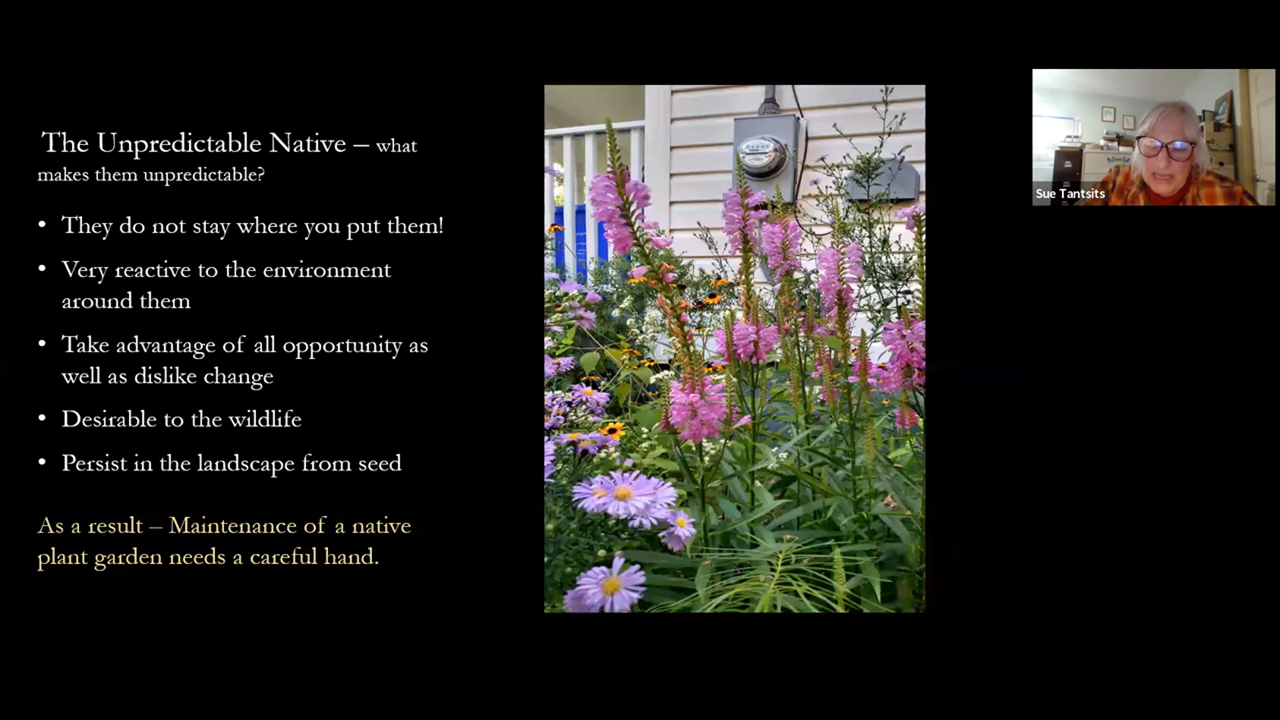 The Unpredictable Native – what
makes them unpredictable?
• They do not stay where you put them!
• Very reactive to the environment
around them
• Take advantage of all opportunity as
well as dislike change
• Desirable to the wildlife
• Persist in the landscape from seed
As a result – Maintenance of a native
plant garden needs a careful hand.
Sue Tantsits